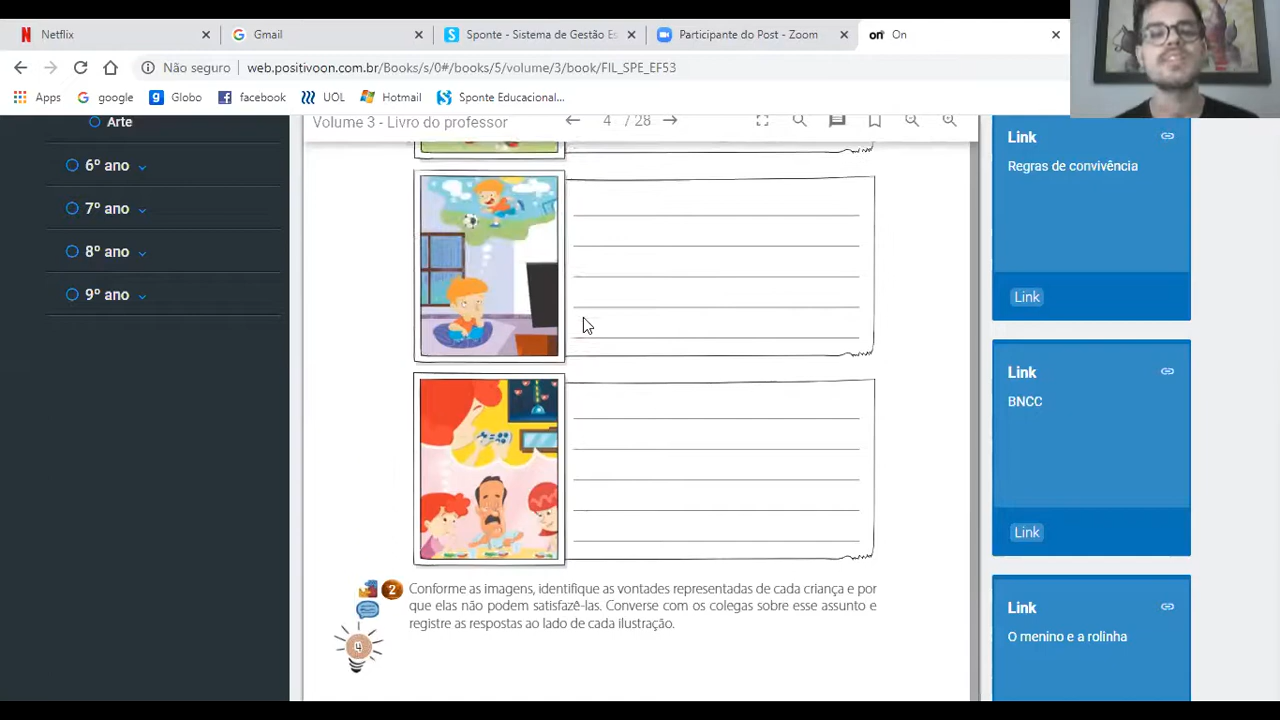 Netflix
Gmail
Sponte - Sistema de Gestão Es
Participante do Post - Zoom
On
Não seguro
web.positivoon.com.br/Books/s/0#/books/5/volume/3/book/FIL_SPE_EF53
Apps
google
Globo
facebook
UOL
Hotmail
Sponte Educacional...
Arte
6º ano
7º ano
8º ano
9º ano
Volume 3 - Livro do professor
4 / 28
2 Conforme as imagens, identifique as vontades representadas de cada criança e por
que elas não podem satisfazê-las. Converse com os colegas sobre esse assunto e
registre as respostas ao lado de cada ilustração.
4
Link
Regras de convivência
Link
Link
BNCC
Link
Link
O menino e a rolinha